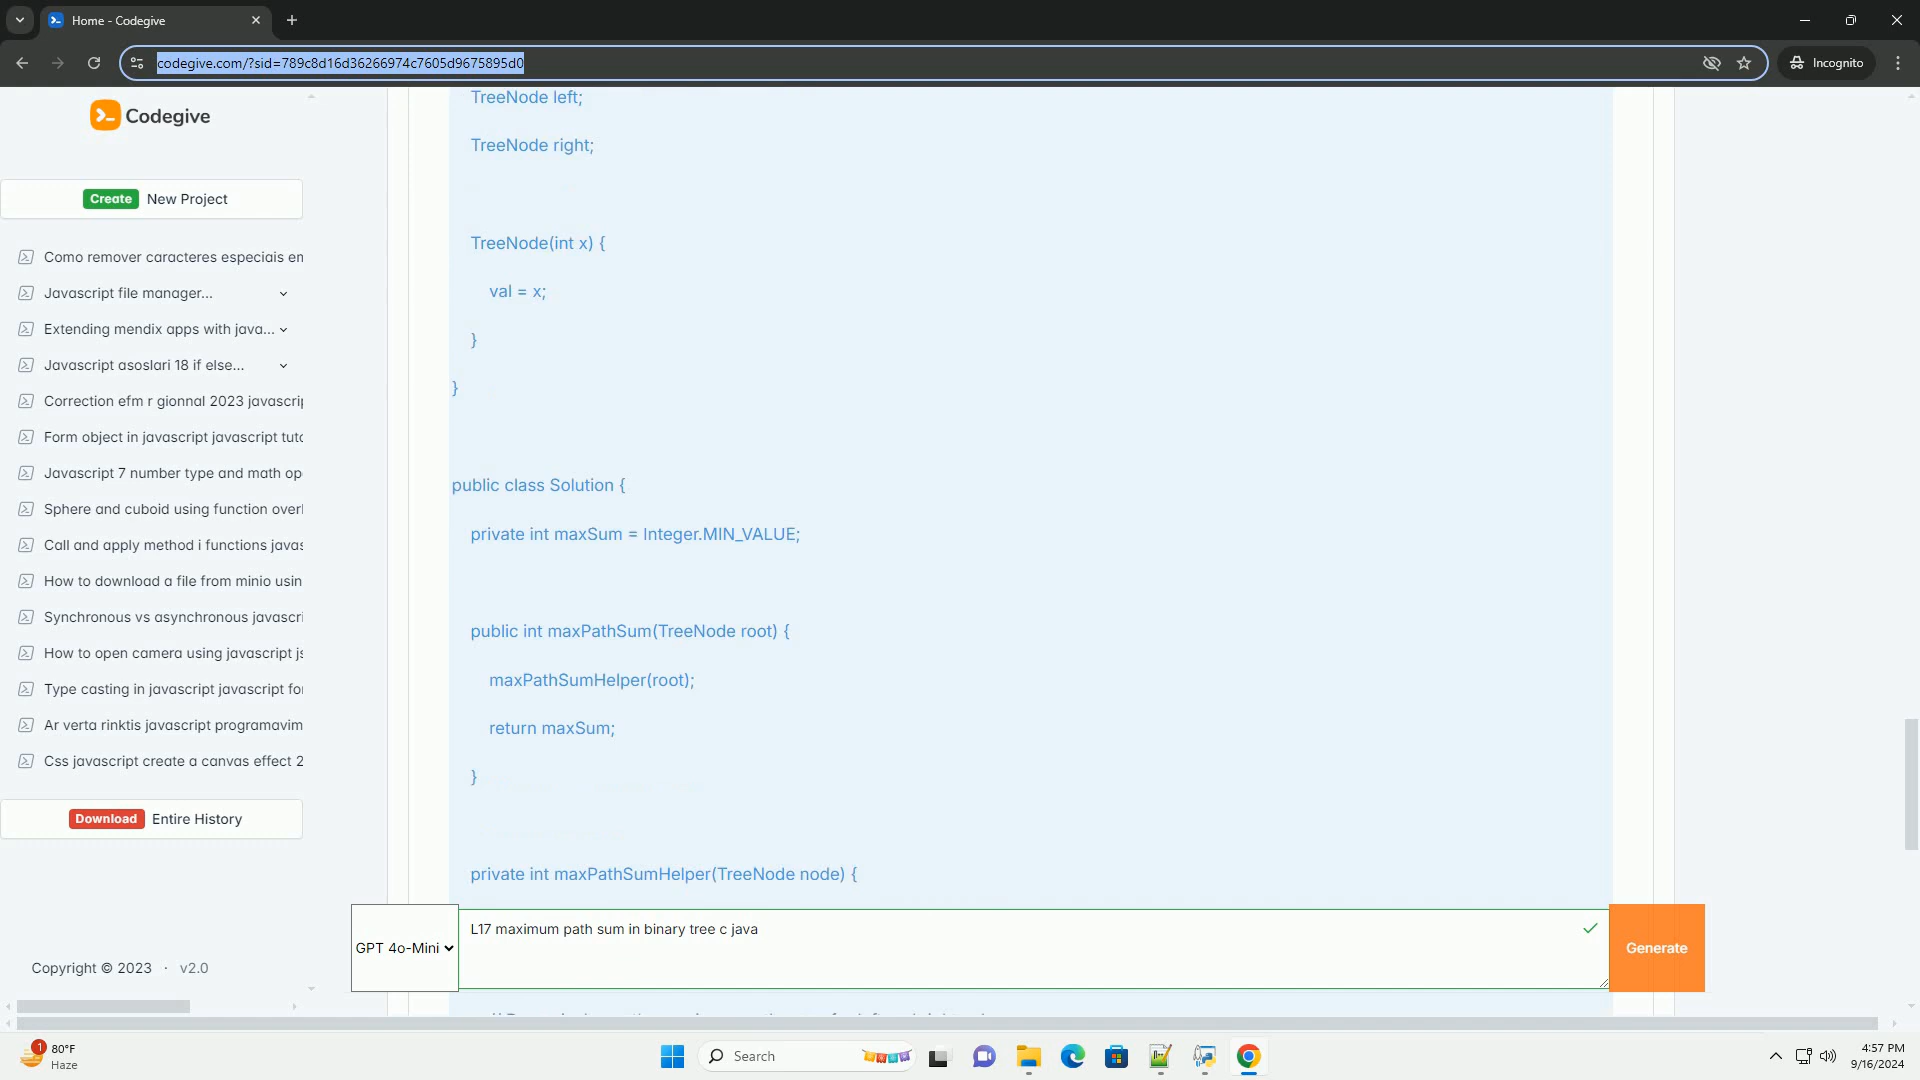 Home - Codegive
codegive.com/?sid=789c8d16d36266974c7605d9675895d0
Incognito
Codegive
Create New Project
Como remover caracteres especiais em
Javascript file manager...
Extending mendix apps with java...
Javascript asoslari 18 if else...
Correction efm r gionnal 2023 javascrip
Form object in javascript javascript tuto
Javascript 7 number type and math op
Sphere and cuboid using function overl
Call and apply method i functions javas
How to download a file from minio usin
Synchronous vs asynchronous javascri
How to open camera using javascript js
Type casting in javascript javascript for
Ar verta rinktis javascript programavim
Css javascript create a canvas effect 2
Download Entire History
Copyright © 2023 · v2.0
TreeNode left;
TreeNode right;
TreeNode(int x) {
val = x;
}
}
public class Solution {
private int maxSum = Integer.MIN_VALUE;
public int maxPathSum(TreeNode root) {
maxPathSumHelper(root);
return maxSum;
}
private int maxPathSumHelper(TreeNode node) {
GPT 4o-Mini
L17 maximum path sum in binary tree c java
Generate
1
80°F
Haze
Search
4:57 PM
9/16/2024